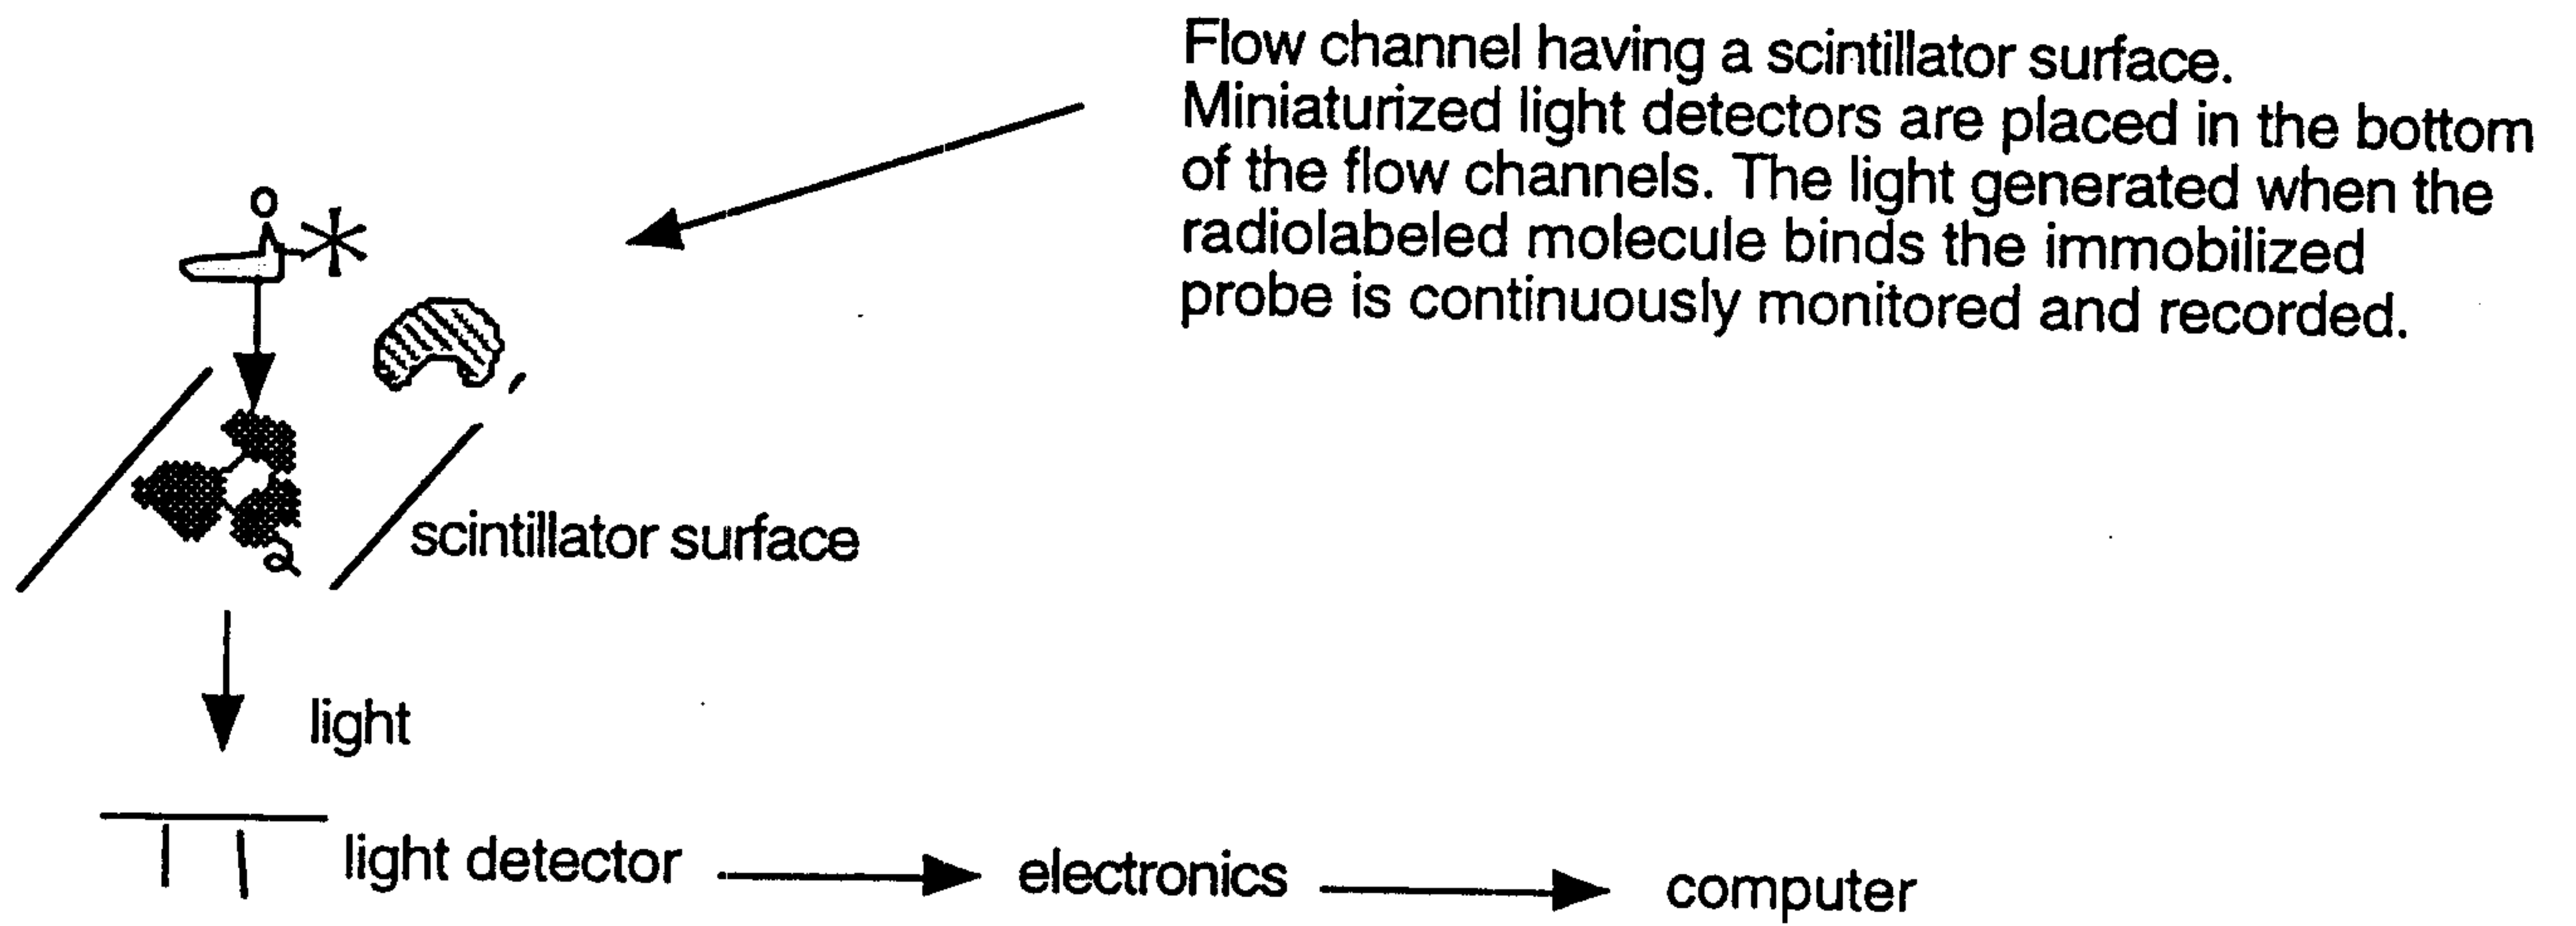 Flow channel having a scintillator surface.
Miniaturized light detectors are placed in the bottom
of the flow channels. The light generated when the
radiolabeled molecule binds the immobilized
probe is continuously monitored and recorded.
scintillator surface
light
light detector
electronics
computer